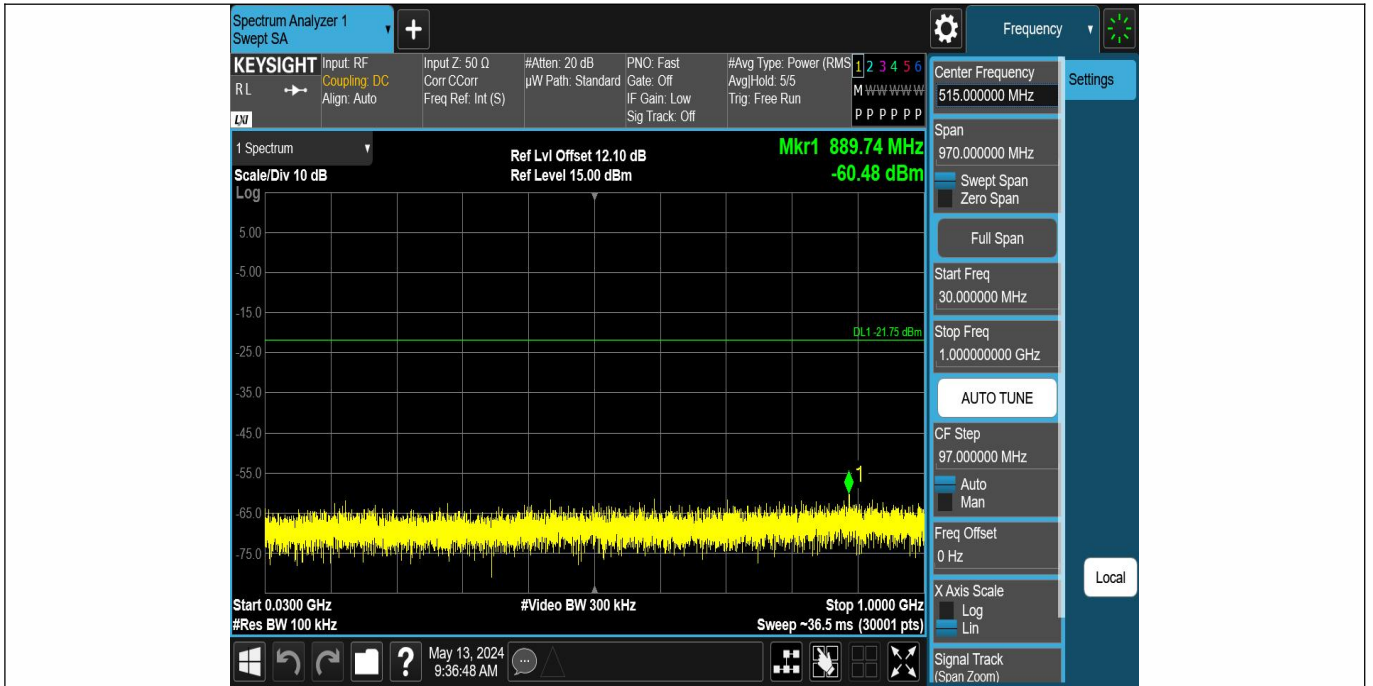 Spectrum Analyzer 1
Swept SA
+
Frequency
KEYSIGHT
RL
LXI
Input: RF
Coupling: DC
Align: Auto
Input Z: 50 Ω
Corr CCorr
Freq Ref: Int (S)
#Atten: 20 dB
µW Path: Standard
PNO: Fast
Gate: Off
IF Gain: Low
Sig Track: Off
#Avg Type: Power (RMS
Avg|Hold: 5/5
Trig: Free Run
1 2 3 4 5 6
M W W W W W
P P P P P P
1 Spectrum
Scale/Div 10 dB
Ref Lvl Offset 12.10 dB
Ref Level 15.00 dBm
Mkr1 889.74 MHz
-60.48 dBm
Log
5.00
-5.00
-15.0
-25.0
-35.0
-45.0
-55.0
-65.0
-75.0
DL1 -21.75 dBm
1
Start 0.0300 GHz
#Res BW 100 kHz
#Video BW 300 kHz
Stop 1.0000 GHz
Sweep ~36.5 ms (30001 pts)
Center Frequency
515.000000 MHz
Span
970.000000 MHz
Swept Span
Zero Span
Full Span
Start Freq
30.000000 MHz
Stop Freq
1.000000000 GHz
AUTO TUNE
CF Step
97.000000 MHz
Auto
Man
Freq Offset
0 Hz
X Axis Scale
Log
Lin
Signal Track
(Span Zoom)
Settings
Local
?
May 13, 2024
9:36:48 AM